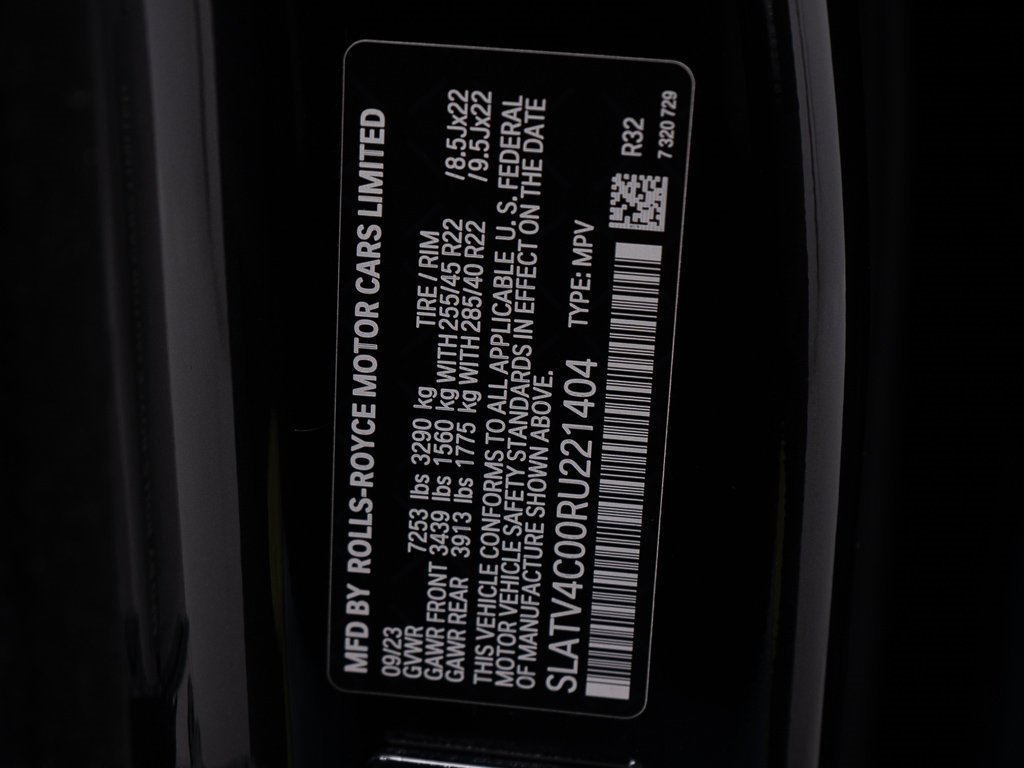 MFD BY ROLLS-ROYCE MOTOR CARS LIMITED
09/23
GVWR 7253 lbs 3290 kg TIRE / RIM
GAWR FRONT 3439 lbs 1560 kg WITH 255/45 R22 /8.5Jx22
GAWR REAR 3913 lbs 1775 kg WITH 285/40 R22 /9.5Jx22
THIS VEHICLE CONFORMS TO ALL APPLICABLE U. S. FEDERAL
MOTOR VEHICLE SAFETY STANDARDS IN EFFECT ON THE DATE
OF MANUFACTURE SHOWN ABOVE.
SLATV4C00RU221404 TYPE: MPV
R32
7 320 729